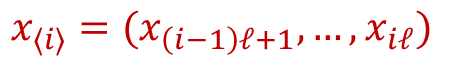 x⟨i⟩ = (x(i−1)ℓ+1, … , xiℓ)